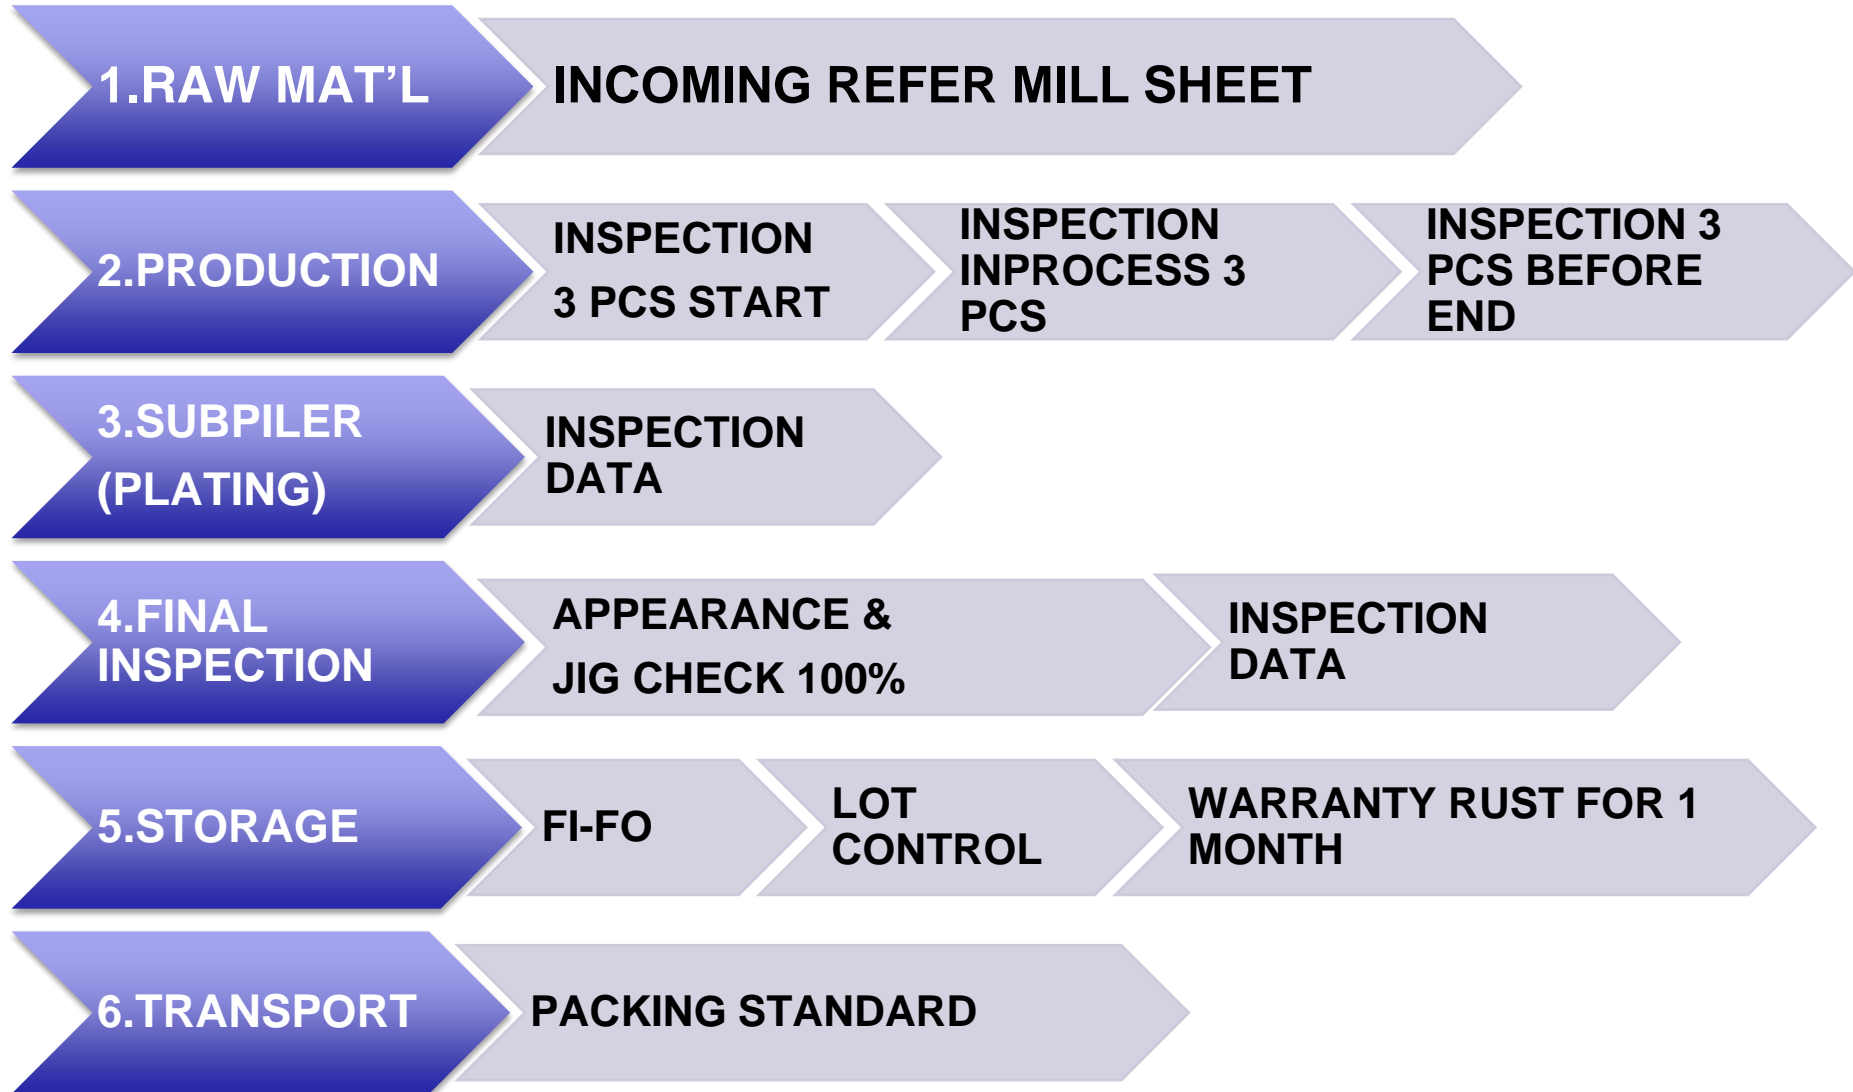 1.RAW MAT’L
INCOMING REFER MILL SHEET
2.PRODUCTION
INSPECTION
3 PCS START
INSPECTION
INPROCESS 3
PCS
INSPECTION 3
PCS BEFORE
END
3.SUBPILER
(PLATING)
INSPECTION
DATA
4.FINAL
INSPECTION
APPEARANCE &
JIG CHECK 100%
INSPECTION
DATA
5.STORAGE
FI-FO
LOT
CONTROL
WARRANTY RUST FOR 1
MONTH
6.TRANSPORT
PACKING STANDARD